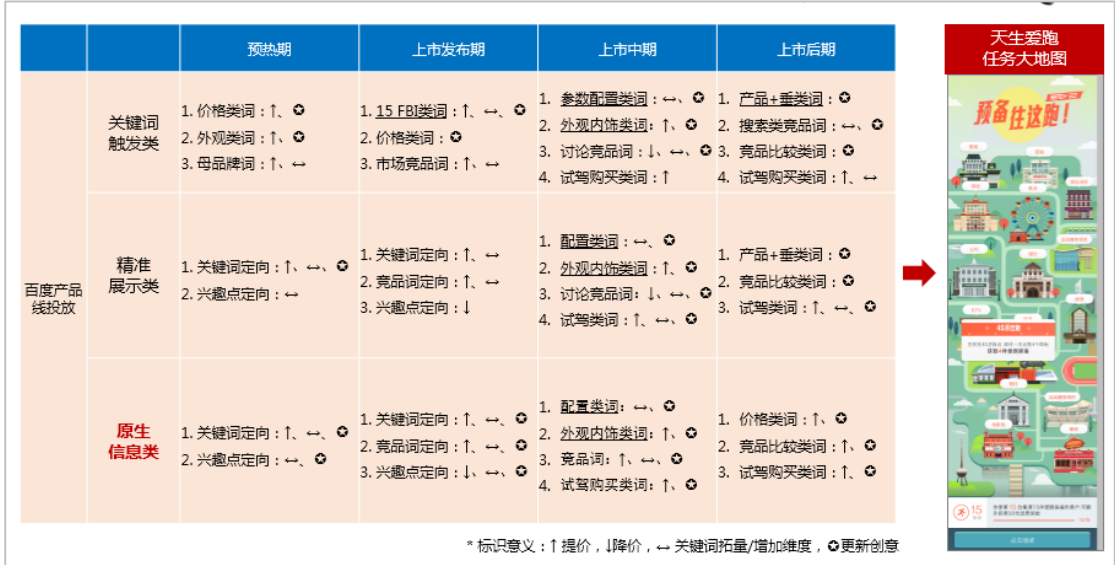 预热期
上市发布期
上市中期
上市后期
天生爱跑
任务大地图
百度产品
线投放
关键词
触发类
1. 价格类词：↑、✪
2. 外观类词：↑、✪
3. 母品牌词：↑、↔
1. 15 FBI类词：↑、↔、✪
2. 价格类词：✪
3. 市场竞品词：↑、↔
1. 参数配置类词：↔、✪
2. 外观内饰类词：↑、✪
3. 讨论竞品词：↓、↔、✪
4. 试驾购买类词：↑
1. 产品+垂类词：✪
2. 搜索类竞品词：↔、✪
3. 竞品比较类词：✪
4. 试驾购买类词：↑、↔
精准
展示类
1. 关键词定向：↑、↔、✪
2. 兴趣点定向：↔
1. 关键词定向：↑、↔
2. 竞品词定向：↑、↔
3. 兴趣点定向：↓
1. 配置类词：↔、✪
2. 外观内饰类词：↑、✪
3. 讨论竞品词：↓、↔、✪
4. 试驾类词：↑、↔、✪
1. 产品+垂类词：✪
2. 竞品比较类词：✪
3. 试驾类词：↑、↔、✪
原生
信息类
1. 关键词定向：↑、↔、✪
2. 兴趣点定向：↔、✪
1. 关键词定向：↑、↔、✪
2. 竞品词定向：↑、↔、✪
3. 兴趣点定向：↓、↔、✪
1. 配置类词：↔、✪
2. 外观内饰类词：↑、✪
3. 竞品词：↑、↔、✪
4. 试驾购买类词：↑、✪
1. 价格类词：↑、✪
2. 竞品比较类词：↑、✪
3. 试驾购买类词：↑、✪
* 标识意义：↑提价，↓降价，↔ 关键词拓量/增加维度，✪更新创意
预备住这跑！
15